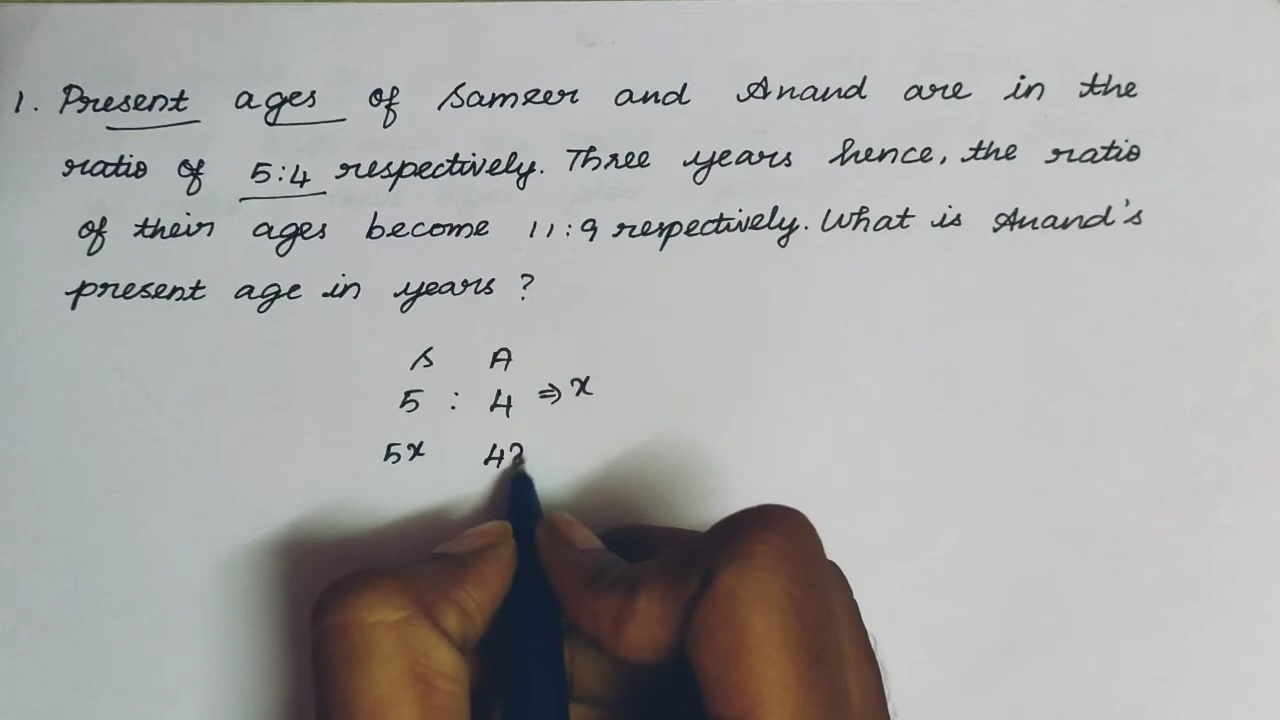 1. Present ages of Sameer and Anand are in the
ratio of 5:4 respectively. Three years hence, the ratio
of their ages become 11:9 respectively. What is Anand's
present age in years ?
S A
5 : 4 ⇒ x
5x 4